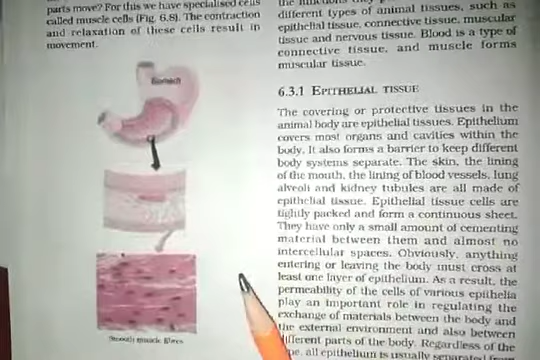 parts move? For this we have specialised cells
called muscle cells (Fig. 6.8). The contraction
and relaxation of these cells result in
movement.
Stomach
Smooth muscle fibres
different types of animal tissues, such as
epithelial tissue, connective tissue, muscular
tissue and nervous tissue. Blood is a type of
connective tissue, and muscle forms
muscular tissue.
6.3.1 EPITHELIAL TISSUE
The covering or protective tissues in the
animal body are epithelial tissues. Epithelium
covers most organs and cavities within the
body. It also forms a barrier to keep different
body systems separate. The skin, the lining
of the mouth, the lining of blood vessels, lung
alveoli and kidney tubules are all made of
epithelial tissue. Epithelial tissue cells are
tightly packed and form a continuous sheet.
They have only a small amount of cementing
material between them and almost no
intercellular spaces. Obviously, anything
entering or leaving the body must cross at
least one layer of epithelium. As a result, the
permeability of the cells of various epithelia
play an important role in regulating the
exchange of materials between the body and
the external environment and also between
different parts of the body. Regardless of the
all epithelium is usually separated from